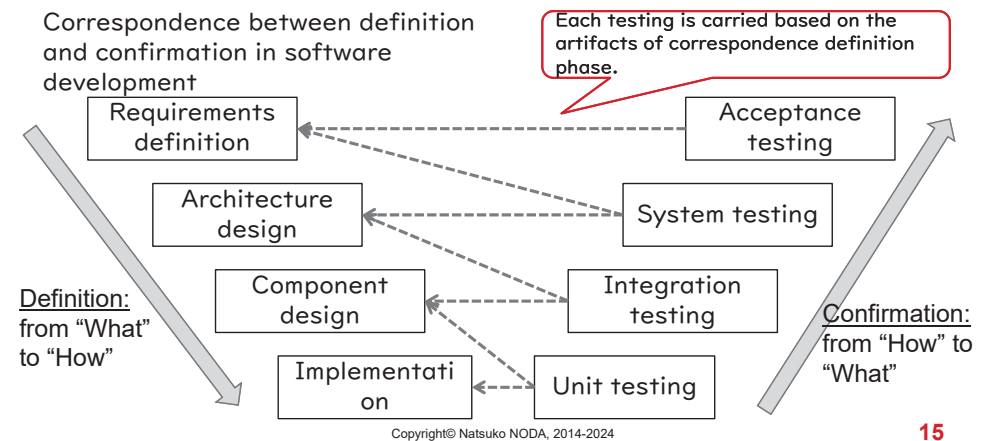 Correspondence between definition
and confirmation in software
development
Each testing is carried based on the
artifacts of correspondence definition
phase.
Requirements
definition
Acceptance
testing
Architecture
design
System testing
Component
design
Integration
testing
Definition:
from “What”
to “How”
Confirmation:
from “How” to
“What”
Implementati
on
Unit testing
Copyright© Natsuko NODA, 2014-2024
15